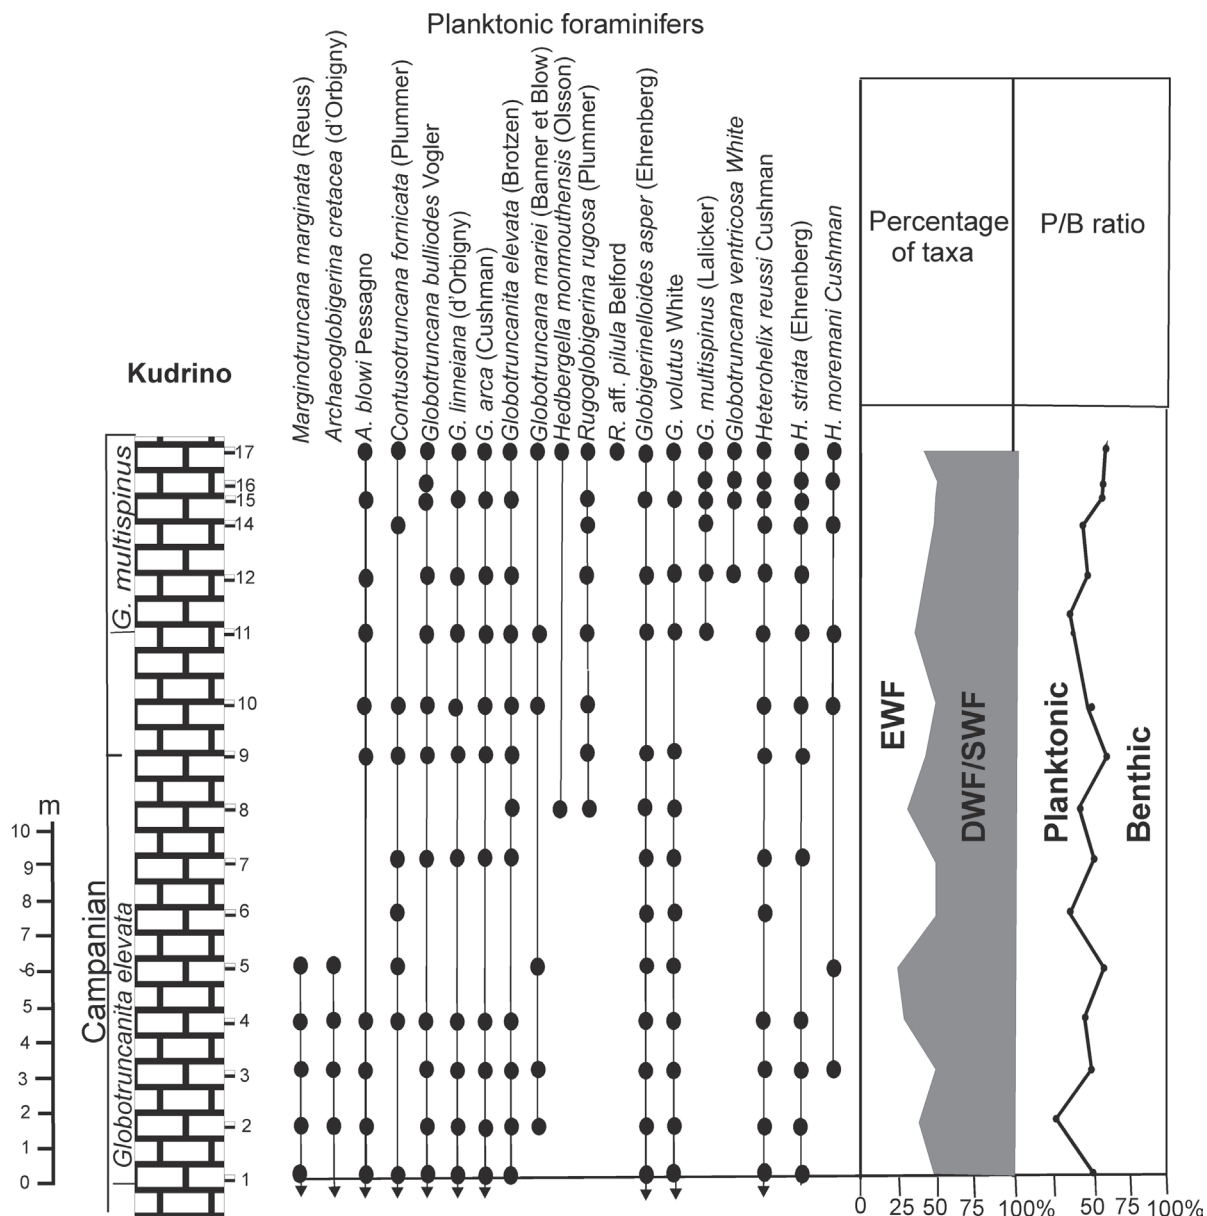 Planktonic foraminifers
Marginotruncana marginata (Reuss)
Archaeoglobigerina cretacea (d'Orbigny)
A. blowi Pessagno
Contusotruncana fornicata (Plummer)
Globotruncana bulliodes Vogler
G. linneiana (d'Orbigny)
G. arca (Cushman)
Globotruncanita elevata (Brotzen)
Globotruncana mariei (Banner et Blow)
Hedbergella monmouthensis (Olsson)
Rugoglobigerina rugosa (Plummer)
R. aff. pilula Belford
Globigerinelloides asper (Ehrenberg)
G. volutus White
G. multispinus (Lalicker)
Globotruncana ventricosa White
Heterohelix reussi Cushman
H. striata (Ehrenberg)
H. moremani Cushman
Percentage
of taxa
P/B ratio
Kudrino
17
16
15
14
12
11
10
9
8
7
6
5
4
3
2
1
G. multispinus
Globotruncanita elevata
Campanian
m
10
9
8
7
6
5
4
3
2
1
0
EWF
DWF/SWF
Planktonic
Benthic
0 25 50 75 100%
50 75 100%